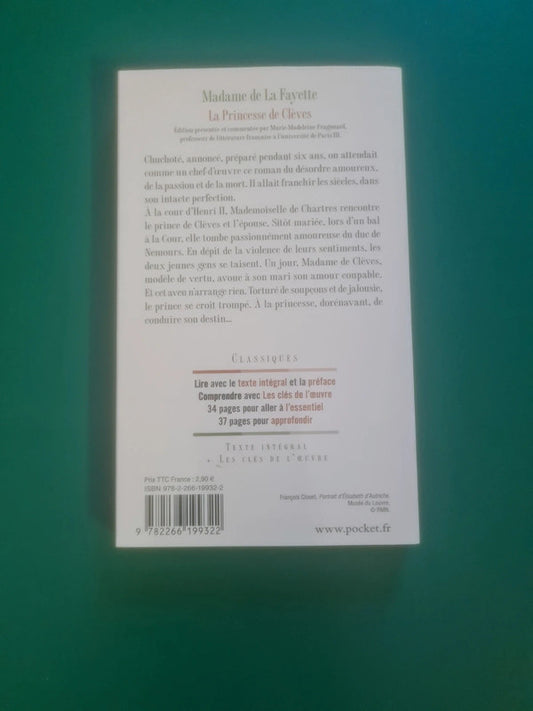 Madame de La Fayette
La Princesse de Clèves
Édition présentée et commentée par Marie-Madeleine Fragonard,
professeur de littérature française à l'université de Paris III.
Chuchoté, annoncé, préparé pendant six ans, on attendait
comme un chef-d'œuvre ce roman du désordre amoureux,
de la passion et de la mort. Il allait franchir les siècles, dans
son intacte perfection.
À la cour d'Henri II, Mademoiselle de Chartres rencontre
le prince de Clèves et l'épouse. Sitôt mariée, lors d'un bal
à la Cour, elle tombe passionnément amoureuse du duc de
Nemours. En dépit de la violence de leurs sentiments, les
deux jeunes gens se taisent. Un jour, Madame de Clèves,
modèle de vertu, avoue à son mari son amour coupable.
Et cet aveu n'arrange rien. Torturé de soupçons et de jalousie,
le prince se croit trompé. À la princesse, dorénavant, de
conduire son destin...
CLASSIQUES
Lire avec le texte intégral et la préface
Comprendre avec Les clés de l'œuvre
34 pages pour aller à l'essentiel
37 pages pour approfondir
TEXTE INTÉGRAL
+ LES CLÉS DE L'ŒUVRE
Prix TTC France : 2,90 €
ISBN 978-2-266-19932-2
9 782266 199322
François Clouet, Portrait d'Élisabeth d'Autriche.
Musée du Louvre.
© RMN.
www.pocket.fr